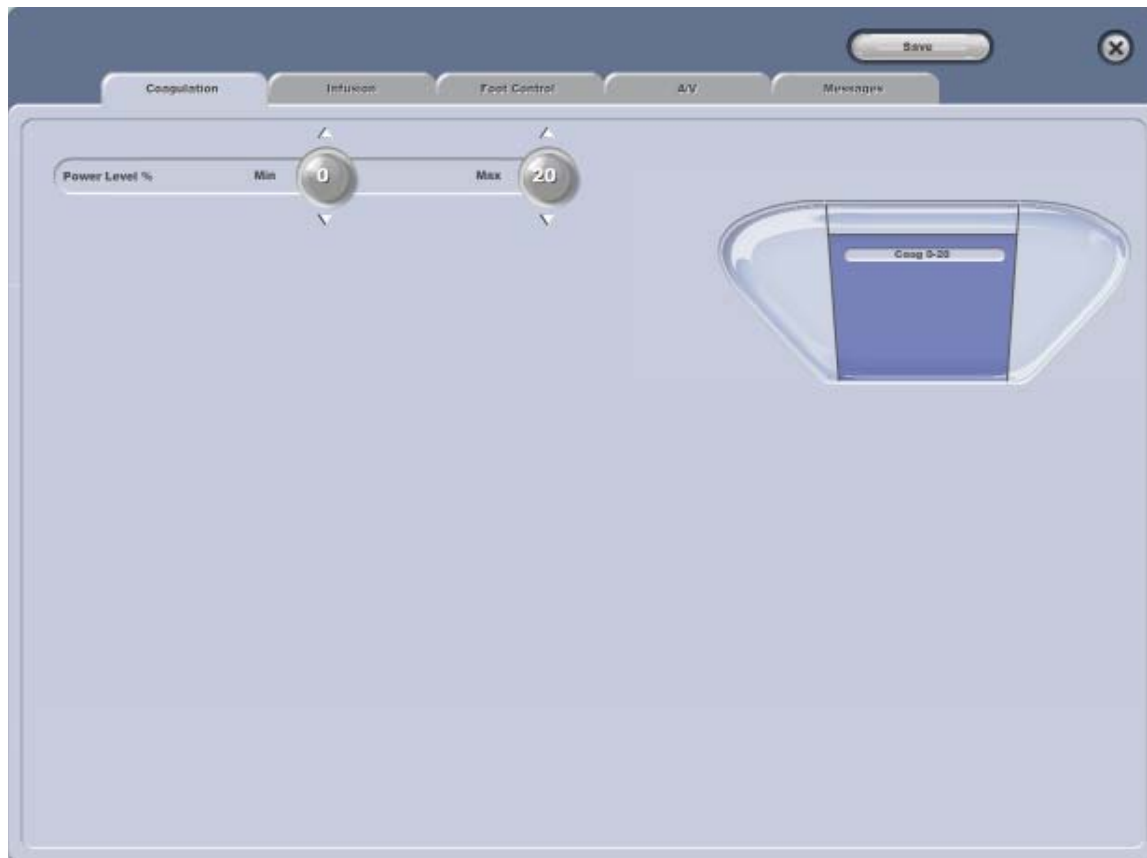 Save
Coagulation Infusion Foot Control A/V Messages
Power Level % Min 0 Max 20
Coag 0-20